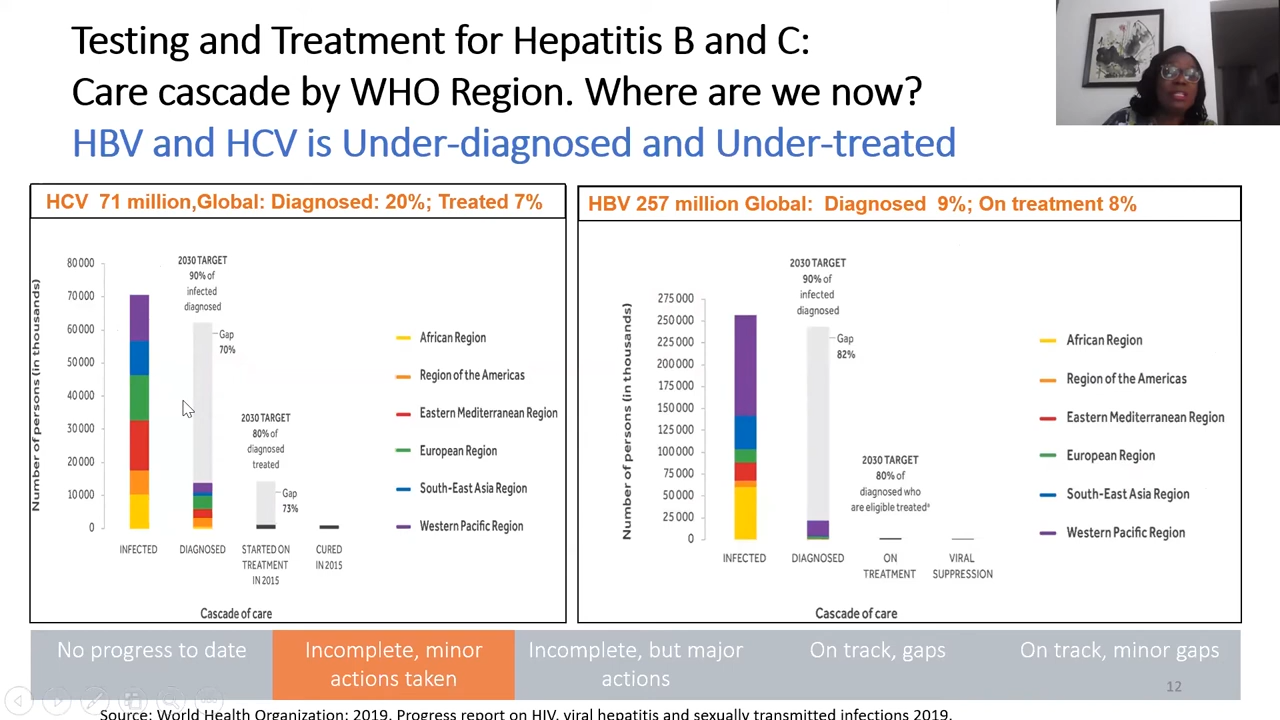 Testing and Treatment for Hepatitis B and C:
Care cascade by WHO Region. Where are we now?
HBV and HCV is Under-diagnosed and Under-treated
HCV 71 million,Global: Diagnosed: 20%; Treated 7%
Number of persons (in thousands)
80 000
70 000
60 000
50 000
40 000
30 000
20 000
10 000
0
2030 TARGET
90% of
infected
diagnosed
Gap
70%
2030 TARGET
80% of
diagnosed
treated
Gap
73%
INFECTED
DIAGNOSED
STARTED ON
TREATMENT
IN 2015
CURED
IN 2015
Cascade of care
African Region
Region of the Americas
Eastern Mediterranean Region
European Region
South-East Asia Region
Western Pacific Region
HBV 257 million Global: Diagnosed 9%; On treatment 8%
Number of persons (in thousands)
275 000
250 000
225 000
200 000
175 000
150 000
125 000
100 000
75 000
50 000
25 000
0
2030 TARGET
90% of
infected
diagnosed
Gap
82%
2030 TARGET
80% of
diagnosed who
are eligible treatedª
INFECTED
DIAGNOSED
ON
TREATMENT
VIRAL
SUPPRESSION
Cascade of care
African Region
Region of the Americas
Eastern Mediterranean Region
European Region
South-East Asia Region
Western Pacific Region
No progress to date
Incomplete, minor
actions taken
Incomplete, but major
actions
On track, gaps
On track, minor gaps
12
Source: World Health Organization; 2019. Progress report on HIV, viral hepatitis and sexually transmitted infections 2019.